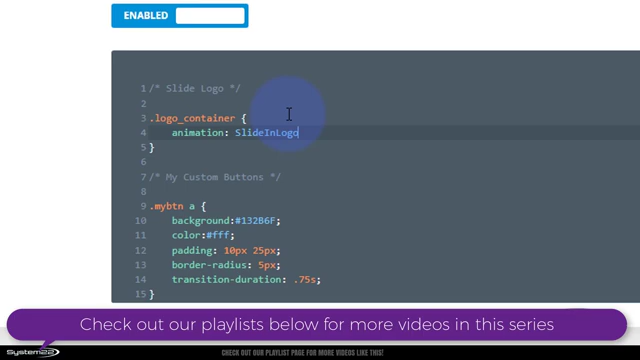 ENABLED
1 /* Slide Logo */
2
3 .logo_container {
4 animation: SlideInLogo
5 }
6
7 /* My Custom Buttons */
8
9 .mybtn a {
10 background:#132B6F;
11 color:#fff;
12 padding: 10px 25px;
13 border-radius: 5px;
14 transition-duration: .75s;
15 }
Check out our playlists below for more videos in this series
System22
CHECK OUT OUR PLAYLIST PAGE FOR MORE VIDEOS LIKE THIS!